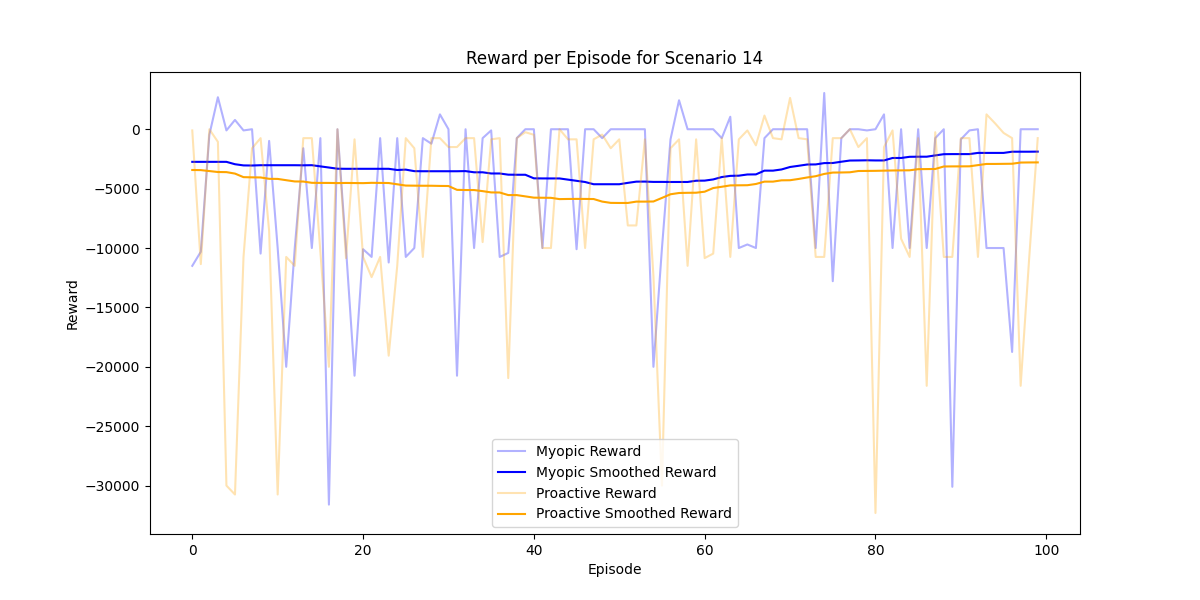 Reward per Episode for Scenario 14
Reward
0
−5000
−10000
−15000
−20000
−25000
−30000
Myopic Reward
Myopic Smoothed Reward
Proactive Reward
Proactive Smoothed Reward
0 20 40 60 80 100
Episode